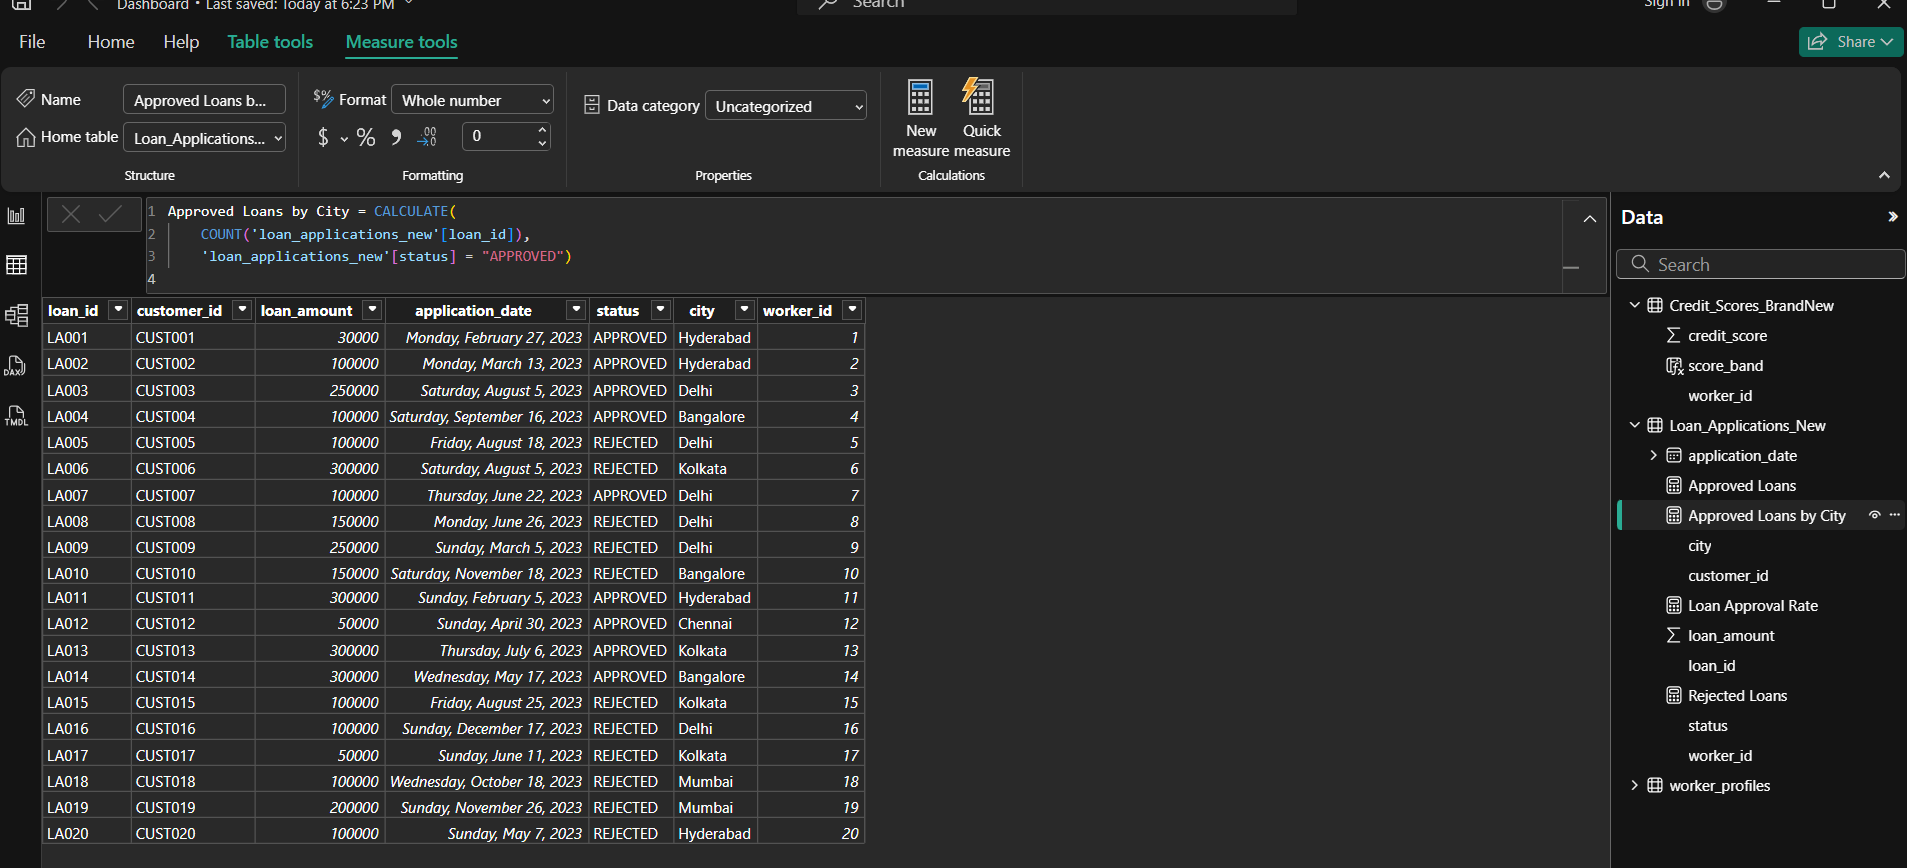 Dashboard • Last saved: Today at 6:23 PM
Search
Sign in
File Home Help Table tools Measure tools
Share
Name Approved Loans b...
Home table Loan_Applications...
Structure
$% Format Whole number
$ % , .00 →.0 0
Formatting
Data category Uncategorized
Properties
New measure
Quick measure
Calculations
1 Approved Loans by City = CALCULATE(
2 COUNT('loan_applications_new'[loan_id]),
3 'loan_applications_new'[status] = "APPROVED")
4
DAX
TMDL
loan_id customer_id loan_amount application_date status city worker_id
LA001 CUST001 30000 Monday, February 27, 2023 APPROVED Hyderabad 1
LA002 CUST002 100000 Monday, March 13, 2023 APPROVED Hyderabad 2
LA003 CUST003 250000 Saturday, August 5, 2023 APPROVED Delhi 3
LA004 CUST004 100000 Saturday, September 16, 2023 APPROVED Bangalore 4
LA005 CUST005 100000 Friday, August 18, 2023 REJECTED Delhi 5
LA006 CUST006 300000 Saturday, August 5, 2023 REJECTED Kolkata 6
LA007 CUST007 100000 Thursday, June 22, 2023 APPROVED Delhi 7
LA008 CUST008 150000 Monday, June 26, 2023 REJECTED Delhi 8
LA009 CUST009 250000 Sunday, March 5, 2023 REJECTED Delhi 9
LA010 CUST010 150000 Saturday, November 18, 2023 REJECTED Bangalore 10
LA011 CUST011 300000 Sunday, February 5, 2023 APPROVED Hyderabad 11
LA012 CUST012 50000 Sunday, April 30, 2023 APPROVED Chennai 12
LA013 CUST013 300000 Thursday, July 6, 2023 APPROVED Kolkata 13
LA014 CUST014 300000 Wednesday, May 17, 2023 APPROVED Bangalore 14
LA015 CUST015 100000 Friday, August 25, 2023 REJECTED Kolkata 15
LA016 CUST016 100000 Sunday, December 17, 2023 REJECTED Delhi 16
LA017 CUST017 50000 Sunday, June 11, 2023 REJECTED Kolkata 17
LA018 CUST018 100000 Wednesday, October 18, 2023 REJECTED Mumbai 18
LA019 CUST019 200000 Sunday, November 26, 2023 REJECTED Mumbai 19
LA020 CUST020 100000 Sunday, May 7, 2023 REJECTED Hyderabad 20
Data
Search
Credit_Scores_BrandNew
credit_score
score_band
worker_id
Loan_Applications_New
application_date
Approved Loans
Approved Loans by City
city
customer_id
Loan Approval Rate
loan_amount
loan_id
Rejected Loans
status
worker_id
worker_profiles